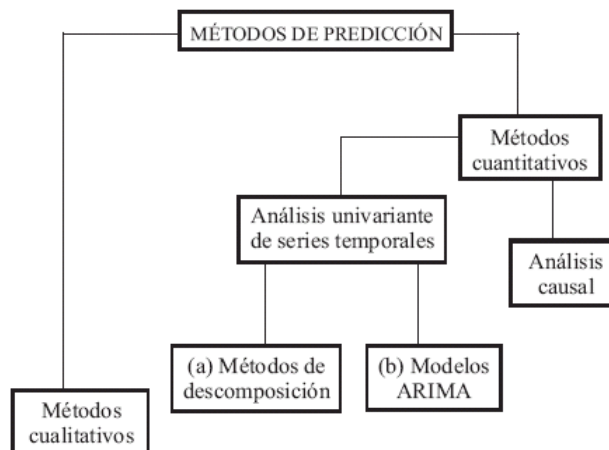 MÉTODOS DE PREDICCIÓN
Métodos
cuantitativos
Análisis univariante
de series temporales
Análisis
causal
(a) Métodos de
descomposición
(b) Modelos
ARIMA
Métodos
cualitativos